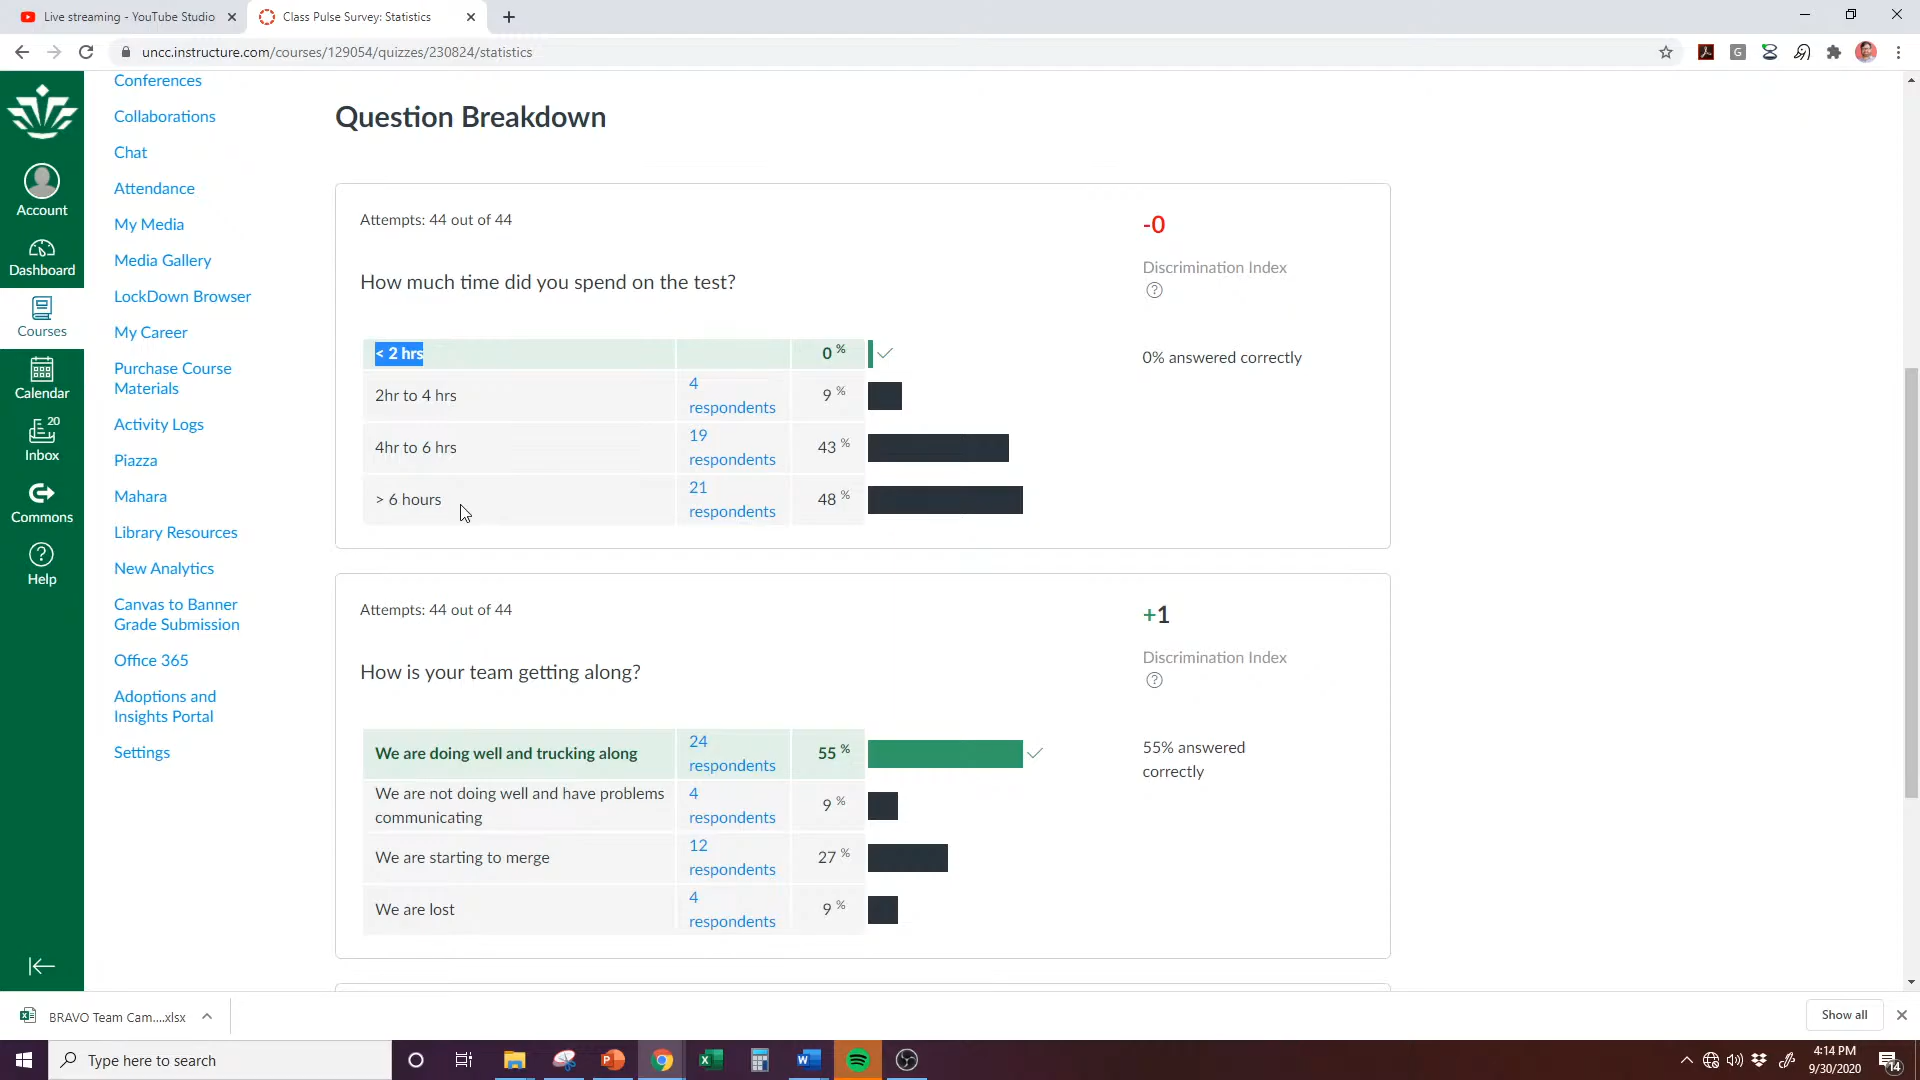 Live streaming - YouTube Studio
Class Pulse Survey: Statistics
uncc.instructure.com/courses/129054/quizzes/230824/statistics
Account
Dashboard
Courses
Calendar
20
Inbox
Commons
Help
Conferences
Collaborations
Chat
Attendance
My Media
Media Gallery
LockDown Browser
My Career
Purchase Course
Materials
Activity Logs
Piazza
Mahara
Library Resources
New Analytics
Canvas to Banner
Grade Submission
Office 365
Adoptions and
Insights Portal
Settings
Question Breakdown
Attempts: 44 out of 44
-0
Discrimination Index
?
How much time did you spend on the test?
< 2 hrs 0 %
0% answered correctly
2hr to 4 hrs 4 respondents 9 %
4hr to 6 hrs 19 respondents 43 %
> 6 hours 21 respondents 48 %
Attempts: 44 out of 44
+1
Discrimination Index
?
How is your team getting along?
We are doing well and trucking along 24 respondents 55 %
55% answered
correctly
We are not doing well and have problems
communicating 4 respondents 9 %
We are starting to merge 12 respondents 27 %
We are lost 4 respondents 9 %
BRAVO Team Cam....xlsx
Show all
Type here to search
4:14 PM
9/30/2020
14